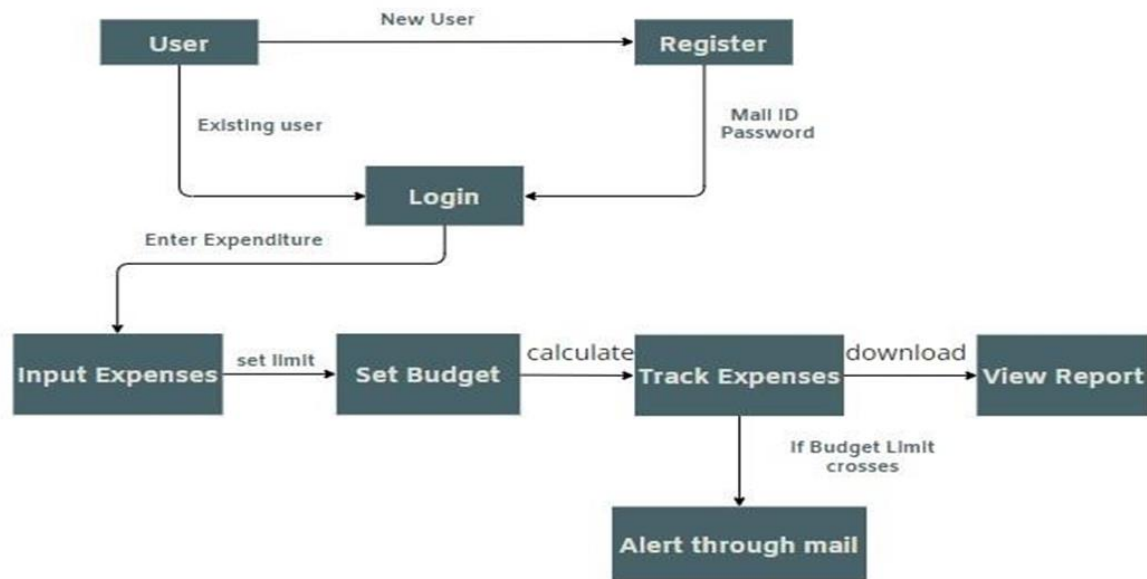 New User
User
Register
Existing user
Mail ID
Password
Login
Enter Expenditure
Input Expenses
set limit
Set Budget
calculate
Track Expenses
download
View Report
If Budget Limit
crosses
Alert through mail